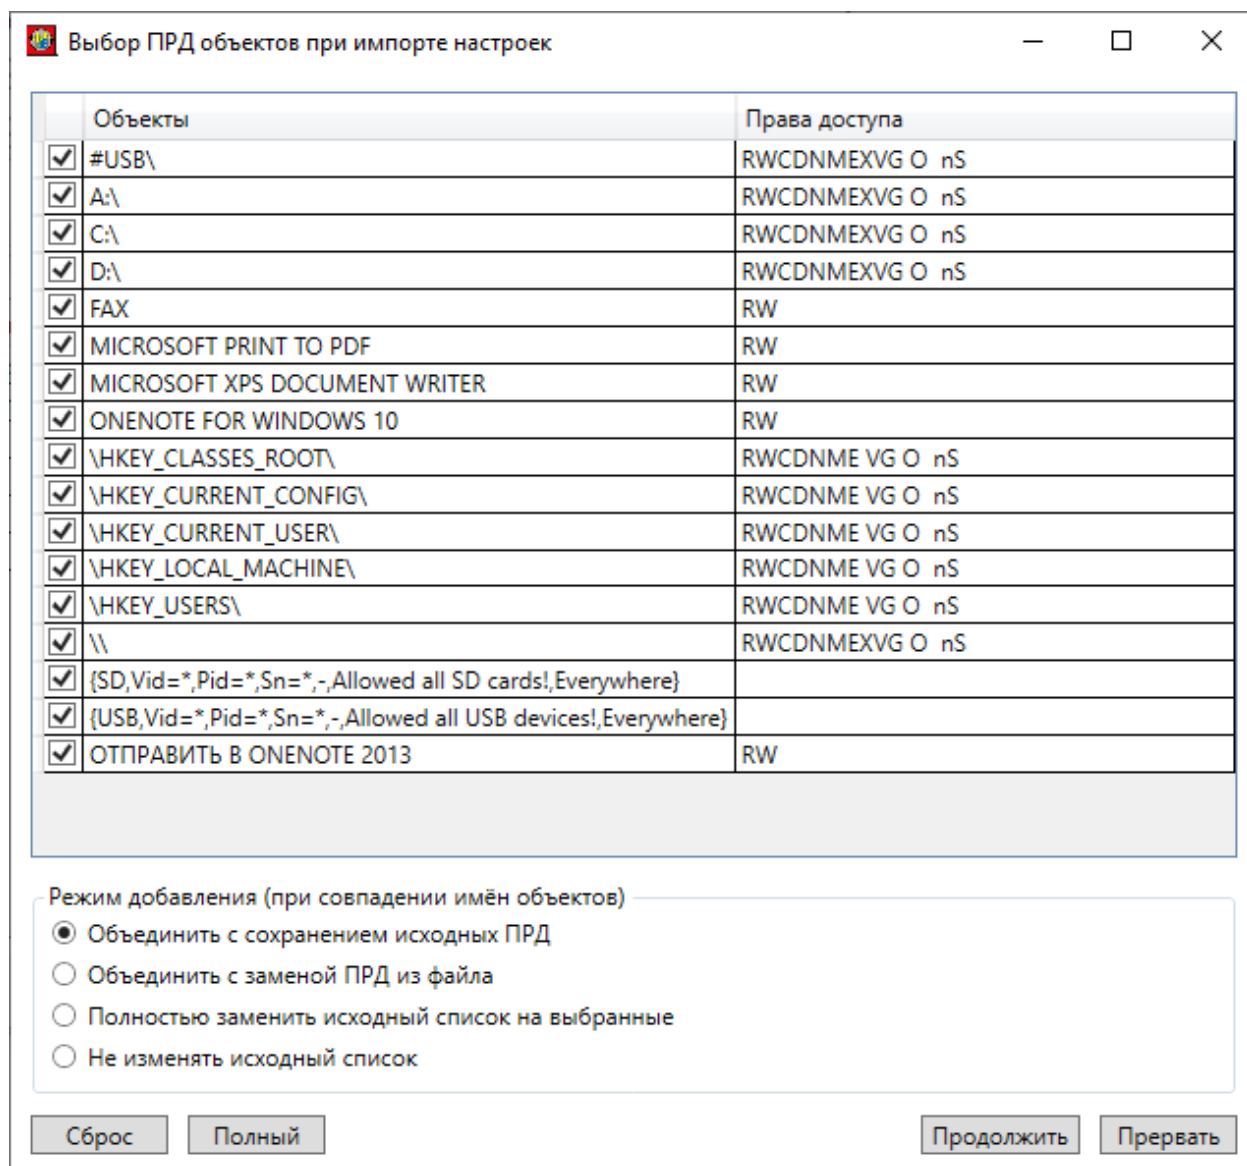 Выбор ПРД объектов при импорте настроек
Объекты Права доступа
#USB\ RWCDNMEXVG O  nS
A:\ RWCDNMEXVG O  nS
C:\ RWCDNMEXVG O  nS
D:\ RWCDNMEXVG O  nS
FAX RW
MICROSOFT PRINT TO PDF RW
MICROSOFT XPS DOCUMENT WRITER RW
ONENOTE FOR WINDOWS 10 RW
\HKEY_CLASSES_ROOT\ RWCDNME VG O  nS
\HKEY_CURRENT_CONFIG\ RWCDNME VG O  nS
\HKEY_CURRENT_USER\ RWCDNME VG O  nS
\HKEY_LOCAL_MACHINE\ RWCDNME VG O  nS
\HKEY_USERS\ RWCDNME VG O  nS
\\ RWCDNMEXVG O  nS
{SD,Vid=*,Pid=*,Sn=*,-,Allowed all SD cards!,Everywhere}
{USB,Vid=*,Pid=*,Sn=*,-,Allowed all USB devices!,Everywhere}
ОТПРАВИТЬ В ONENOTE 2013 RW
Режим добавления (при совпадении имён объектов)
Объединить с сохранением исходных ПРД
Объединить с заменой ПРД из файла
Полностью заменить исходный список на выбранные
Не изменять исходный список
Сброс Полный Продолжить Прервать